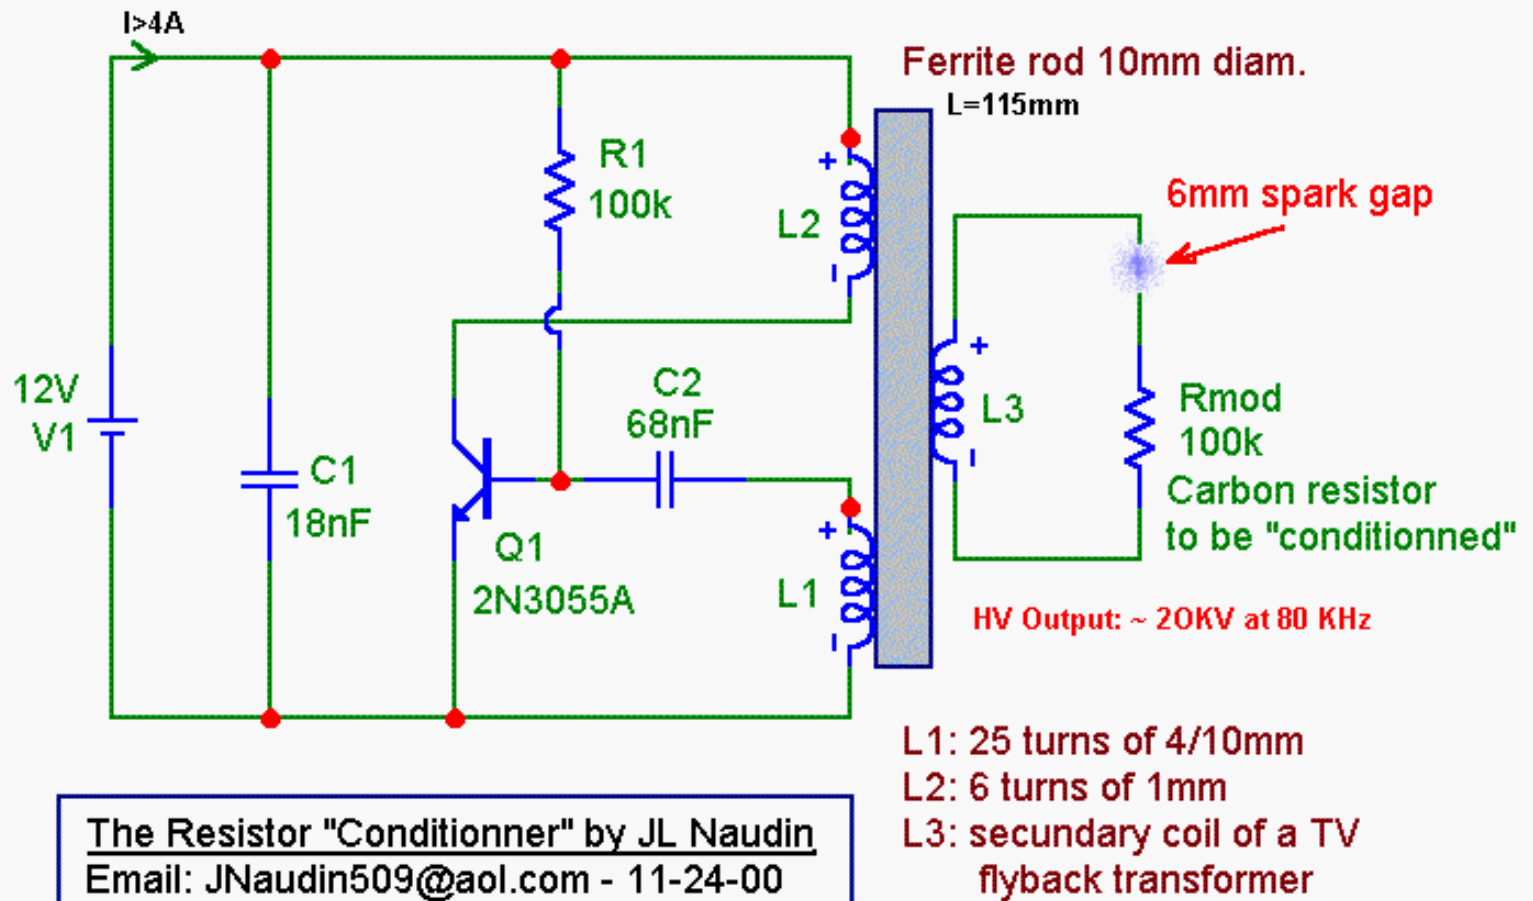 I>4A
Ferrite rod 10mm diam.
L=115mm
R1
100k
L2
+
-
6mm spark gap
12V
V1
C1
18nF
C2
68nF
Q1
2N3055A
L1
+
-
L3
+
-
Rmod
100k
Carbon resistor
to be "conditionned"
HV Output: ~ 2OKV at 80 KHz
L1: 25 turns of 4/10mm
L2: 6 turns of 1mm
L3: secundary coil of a TV
flyback transformer
The Resistor "Conditionner" by JL Naudin
Email: JNaudin509@aol.com - 11-24-00